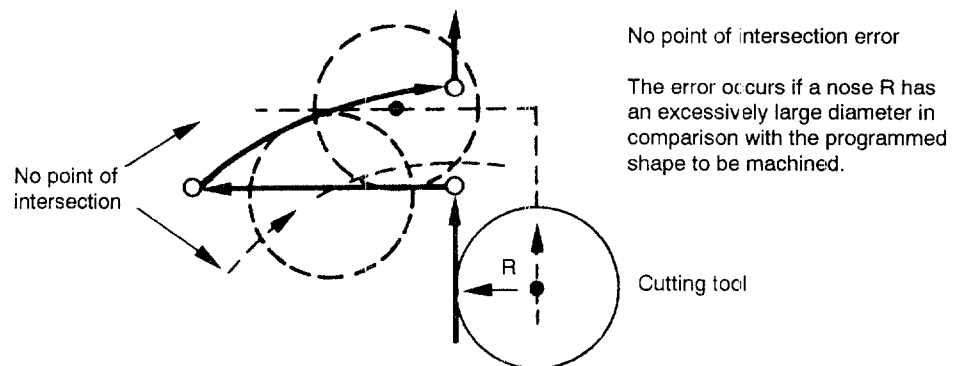 No point of intersection error
The error occurs if a nose R has
an excessively large diameter in
comparison with the programmed
shape to be machined.
No point of
intersection
R
Cutting tool